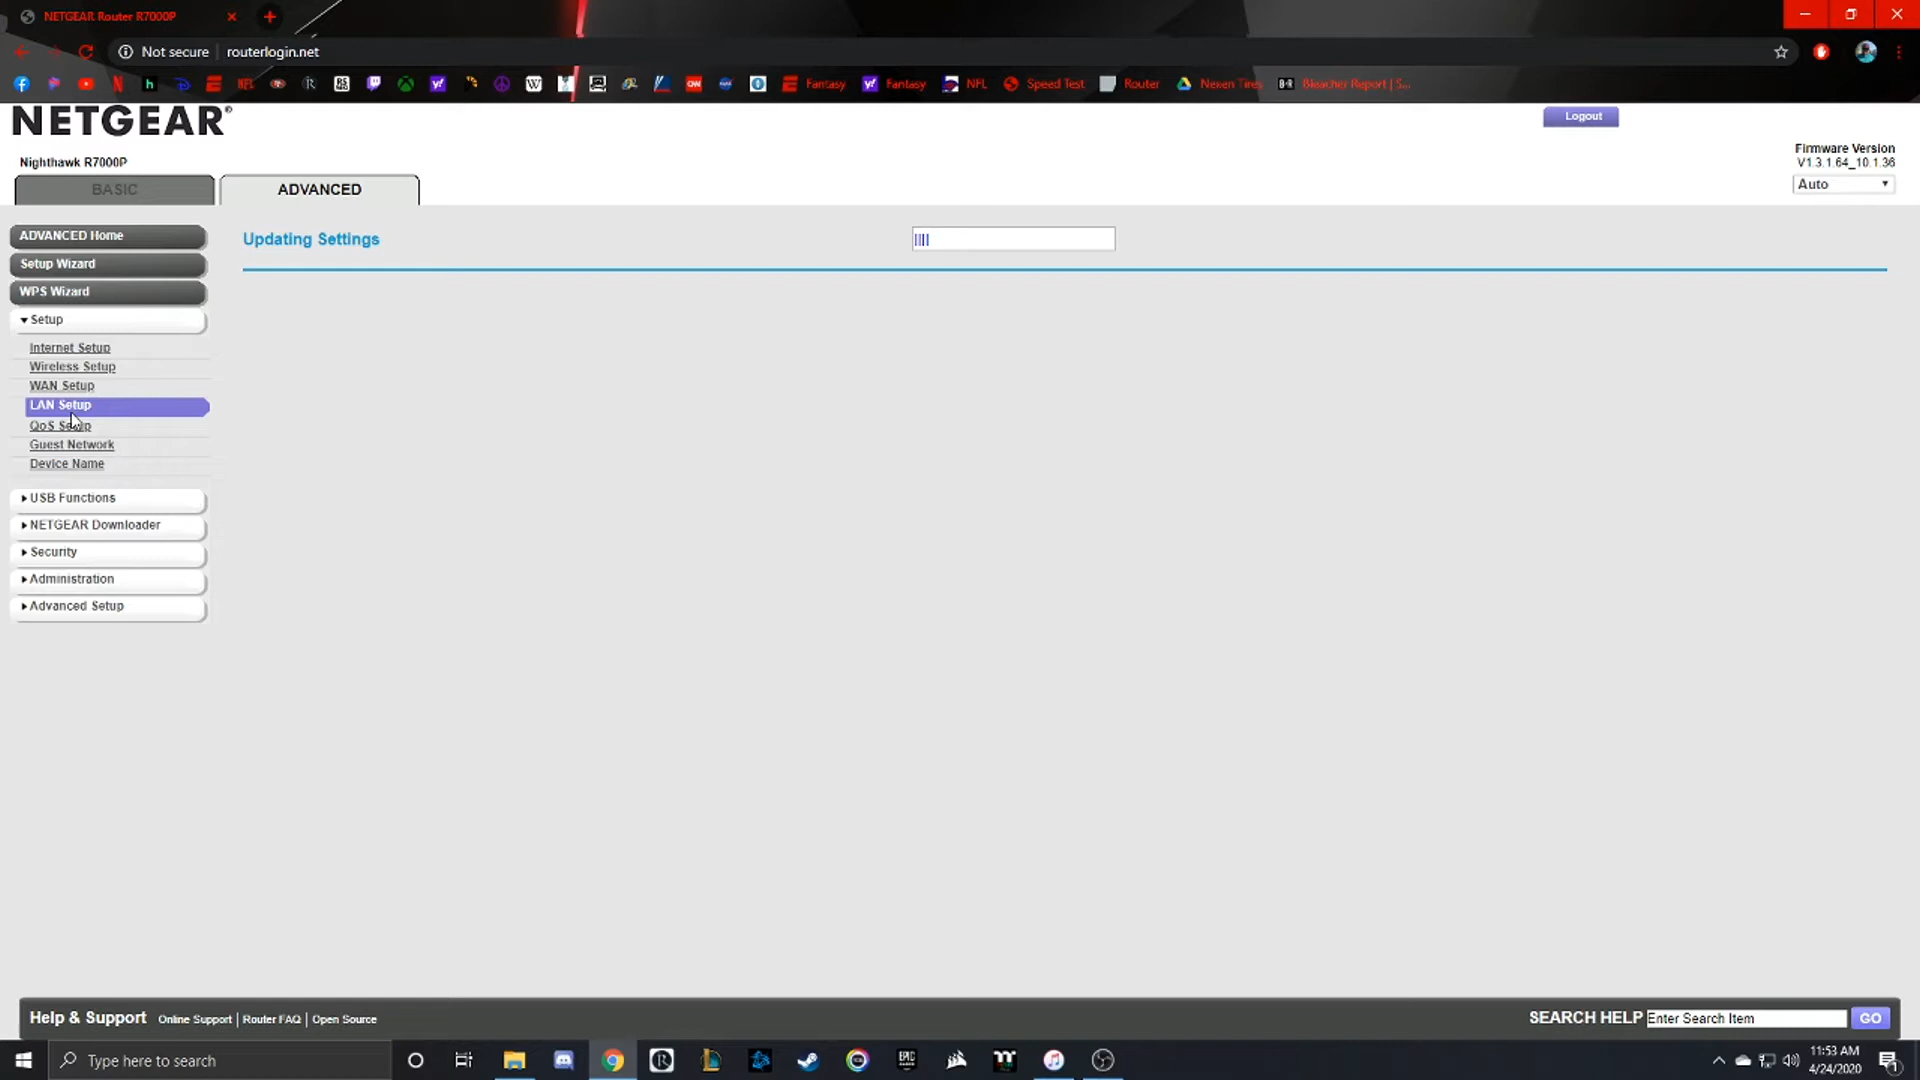 NETGEAR Router R7000P
Not secure | routerlogin.net
Fantasy Fantasy NFL Speed Test Router Nexen Tires Bleacher Report | S...
NETGEAR®
Logout
Nighthawk R7000P
Firmware Version
V1.3.1.64_10.1.36
Auto
BASIC
ADVANCED
ADVANCED Home
Updating Settings
Setup Wizard
WPS Wizard
Setup
Internet Setup
Wireless Setup
WAN Setup
LAN Setup
QoS Setup
Guest Network
Device Name
USB Functions
NETGEAR Downloader
Security
Administration
Advanced Setup
Help & Support Online Support | Router FAQ | Open Source
SEARCH HELP Enter Search Item GO
Type here to search
11:53 AM
4/24/2020